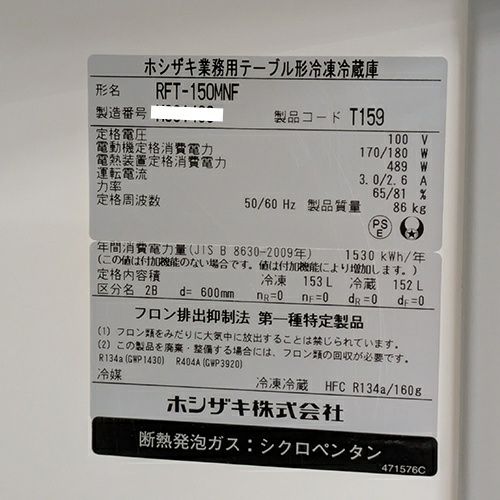 ホシザキ業務用テーブル形冷凍冷蔵庫
形名 RFT-150MNF
製造番号 製品コード T159
定格電圧 100 V
電動機定格消費電力 170/180 W
電熱装置定格消費電力 489 W
運転電流 3.0/2.6 A
力率 65/81 %
定格周波数 50/60 Hz 製品質量 86 kg
PS
E
年間消費電力量(JIS B 8630-2009年) 1530 kWh/年
(この値は付加機能のない場合です。値は付加機能により増加します。)
定格内容積 冷凍 153 L 冷蔵 152 L
区分名 2B d= 600mm nR=0 nF=0 dR=0 dF=0
フロン排出抑制法 第一種特定製品
(1) フロン類をみだりに大気中に放出することは禁じられています。
(2) この製品を廃棄・整備する場合には、フロン類の回収が必要です。
R134a(GWP1430) R404A(GWP3920)
冷媒 冷凍冷蔵 HFC R134a/160g
ホシザキ株式会社
断熱発泡ガス：シクロペンタン
471576C